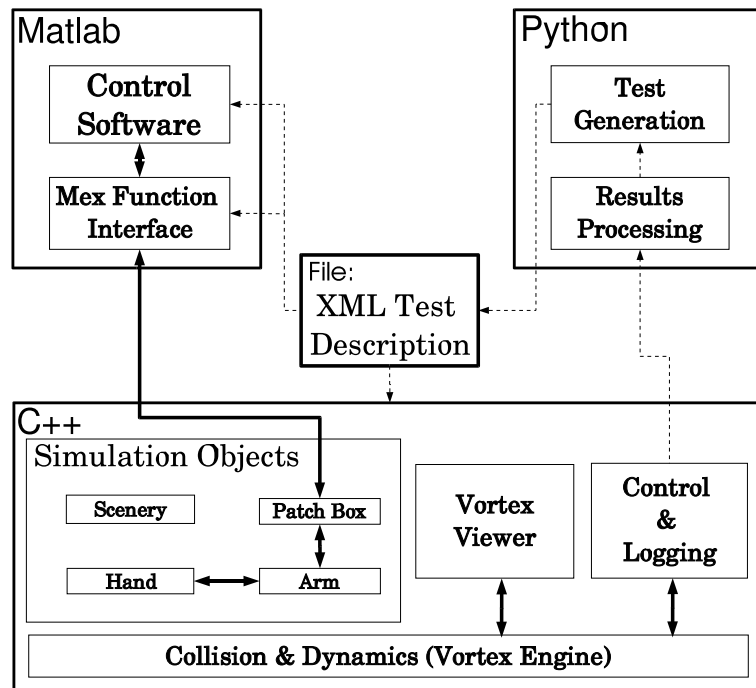 Matlab
Control
Software
Mex Function
Interface
Python
Test
Generation
Results
Processing
File:
XML Test
Description
C++
Simulation Objects
Scenery
Patch Box
Hand
Arm
Vortex
Viewer
Control
&
Logging
Collision & Dynamics (Vortex Engine)